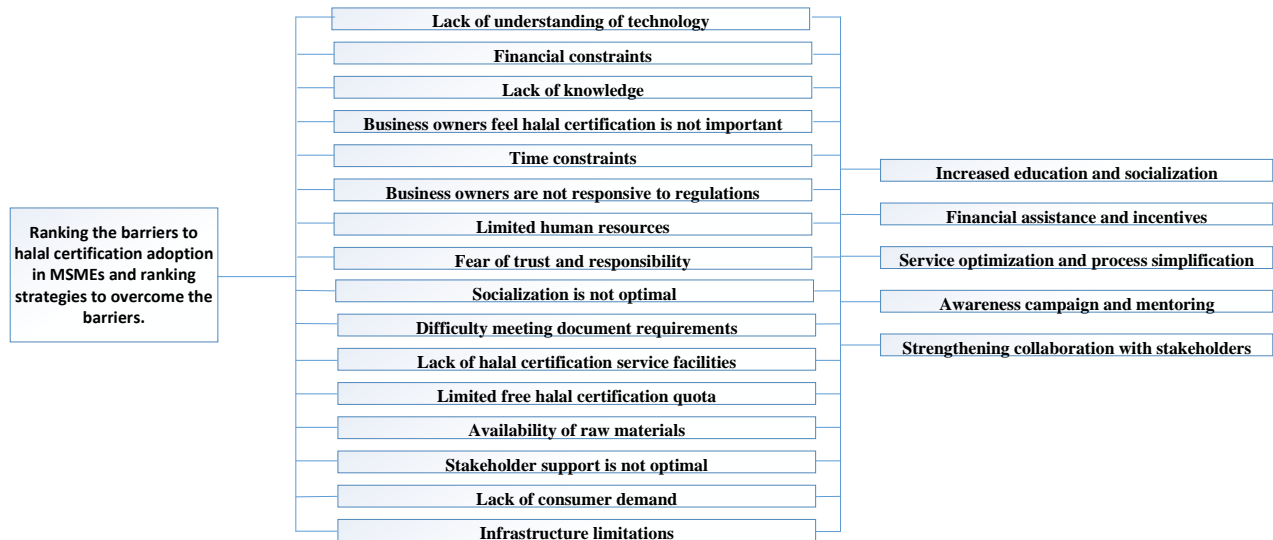 Ranking the barriers to
halal certification adoption
in MSMEs and ranking
strategies to overcome the
barriers.
Lack of understanding of technology
Financial constraints
Lack of knowledge
Business owners feel halal certification is not important
Time constraints
Business owners are not responsive to regulations
Limited human resources
Fear of trust and responsibility
Socialization is not optimal
Difficulty meeting document requirements
Lack of halal certification service facilities
Limited free halal certification quota
Availability of raw materials
Stakeholder support is not optimal
Lack of consumer demand
Infrastructure limitations
Increased education and socialization
Financial assistance and incentives
Service optimization and process simplification
Awareness campaign and mentoring
Strengthening collaboration with stakeholders